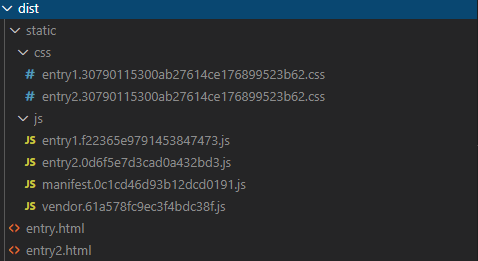 dist
static
css
# entry1.30790115300ab27614ce176899523b62.css
# entry2.30790115300ab27614ce176899523b62.css
js
JS entry1.f22365e9791453847473.js
JS entry2.0d6f5e7d3cad0a432bd3.js
JS manifest.0c1cd46d93b12dcd0191.js
JS vendor.61a578fc9ec3f4bdc38f.js
<> entry.html
<> entry2.html